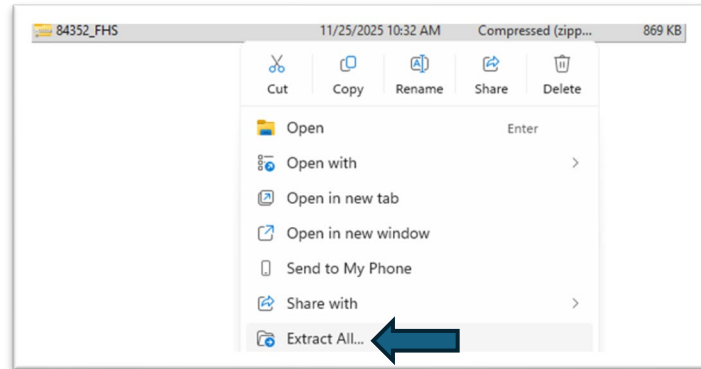 84352_FHS 11/25/2025 10:32 AM Compressed (zipp... 869 KB
Cut Copy Rename Share Delete
Open Enter
Open with
Open in new tab
Open in new window
Send to My Phone
Share with
Extract All...